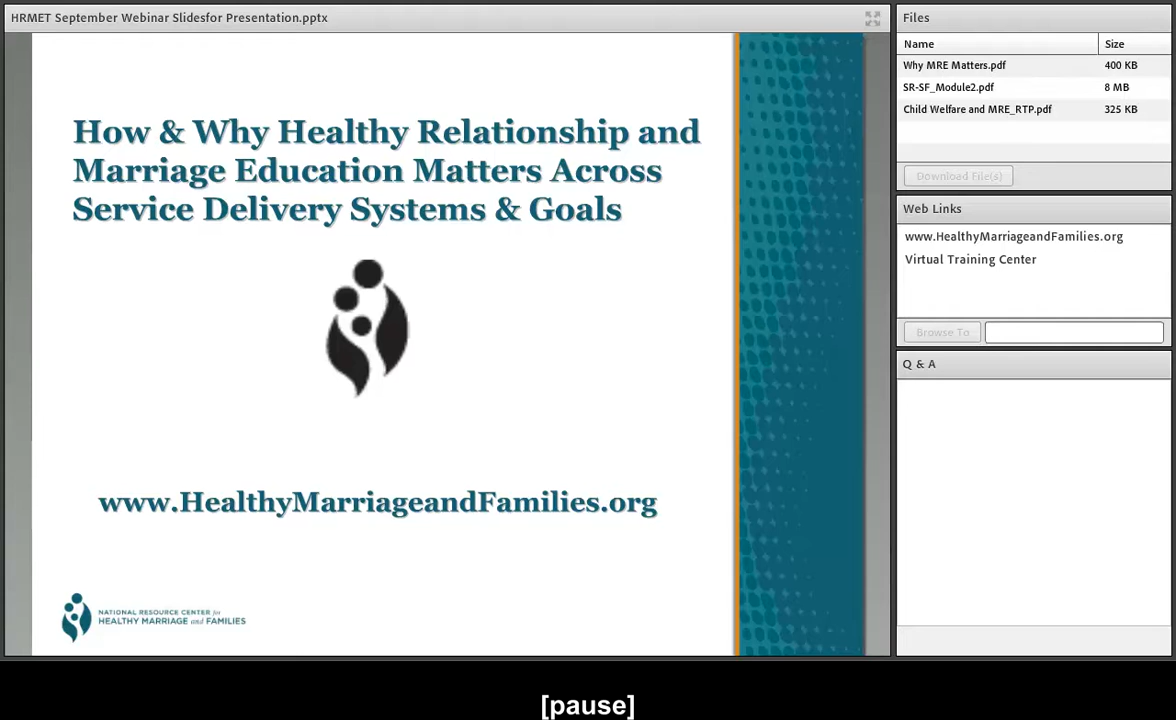 HRMET September Webinar Slidesfor Presentation.pptx
How & Why Healthy Relationship and
Marriage Education Matters Across
Service Delivery Systems & Goals
www.HealthyMarriageandFamilies.org
NATIONAL RESOURCE CENTER for
HEALTHY MARRIAGE and FAMILIES
Files
Name Size
Why MRE Matters.pdf 400 KB
SR-SF_Module2.pdf 8 MB
Child Welfare and MRE_RTP.pdf 325 KB
Download File(s)
Web Links
www.HealthyMarriageandFamilies.org
Virtual Training Center
Browse To
Q & A
[pause]